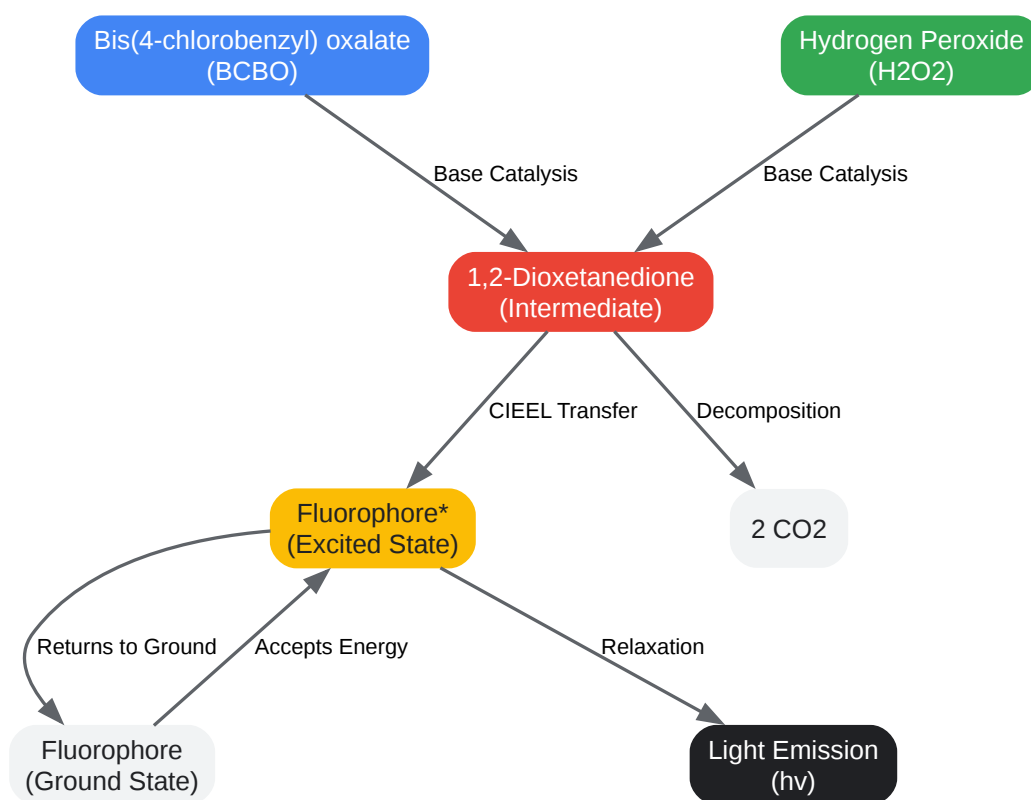 Bis(4-chlorobenzyl) oxalate
(BCBO)
Hydrogen Peroxide
(H2O2)
Base Catalysis
Base Catalysis
1,2-Dioxetanedione
(Intermediate)
CIEEL Transfer
Decomposition
Fluorophore*
(Excited State)
2 CO2
Returns to Ground
Accepts Energy
Relaxation
Fluorophore
(Ground State)
Light Emission
(hv)